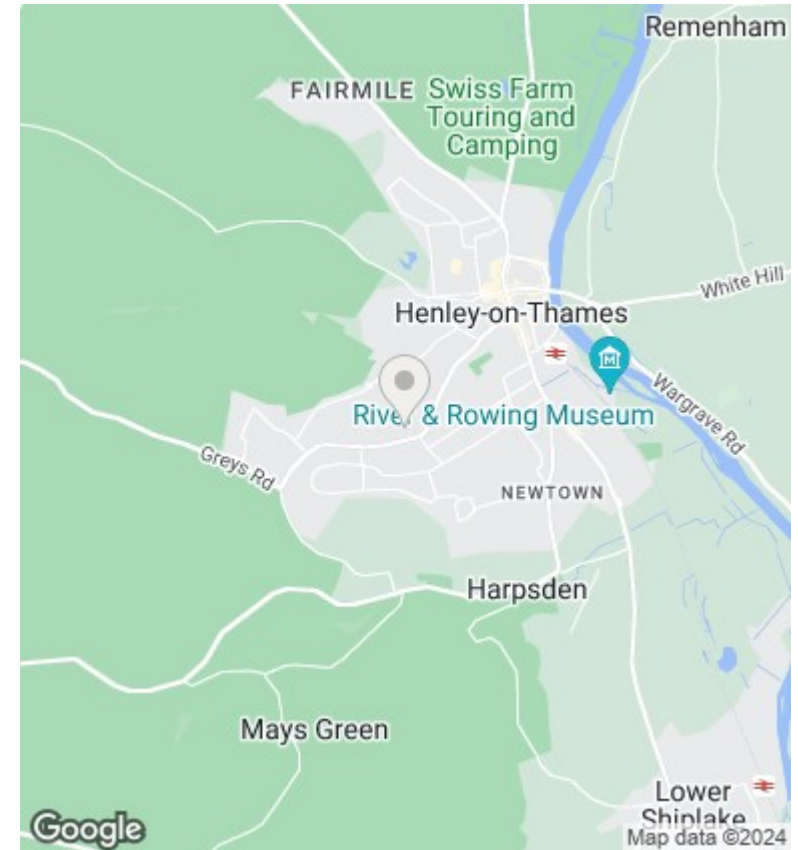 Remenham
FAIRMILE
Swiss Farm
Touring and
Camping
White Hill
Henley-on-Thames
M
River & Rowing Museum
Wargrave Rd
Greys Rd
NEWTOWN
Harpsden
Mays Green
Lower
Shiplake
Google
Map data ©2024